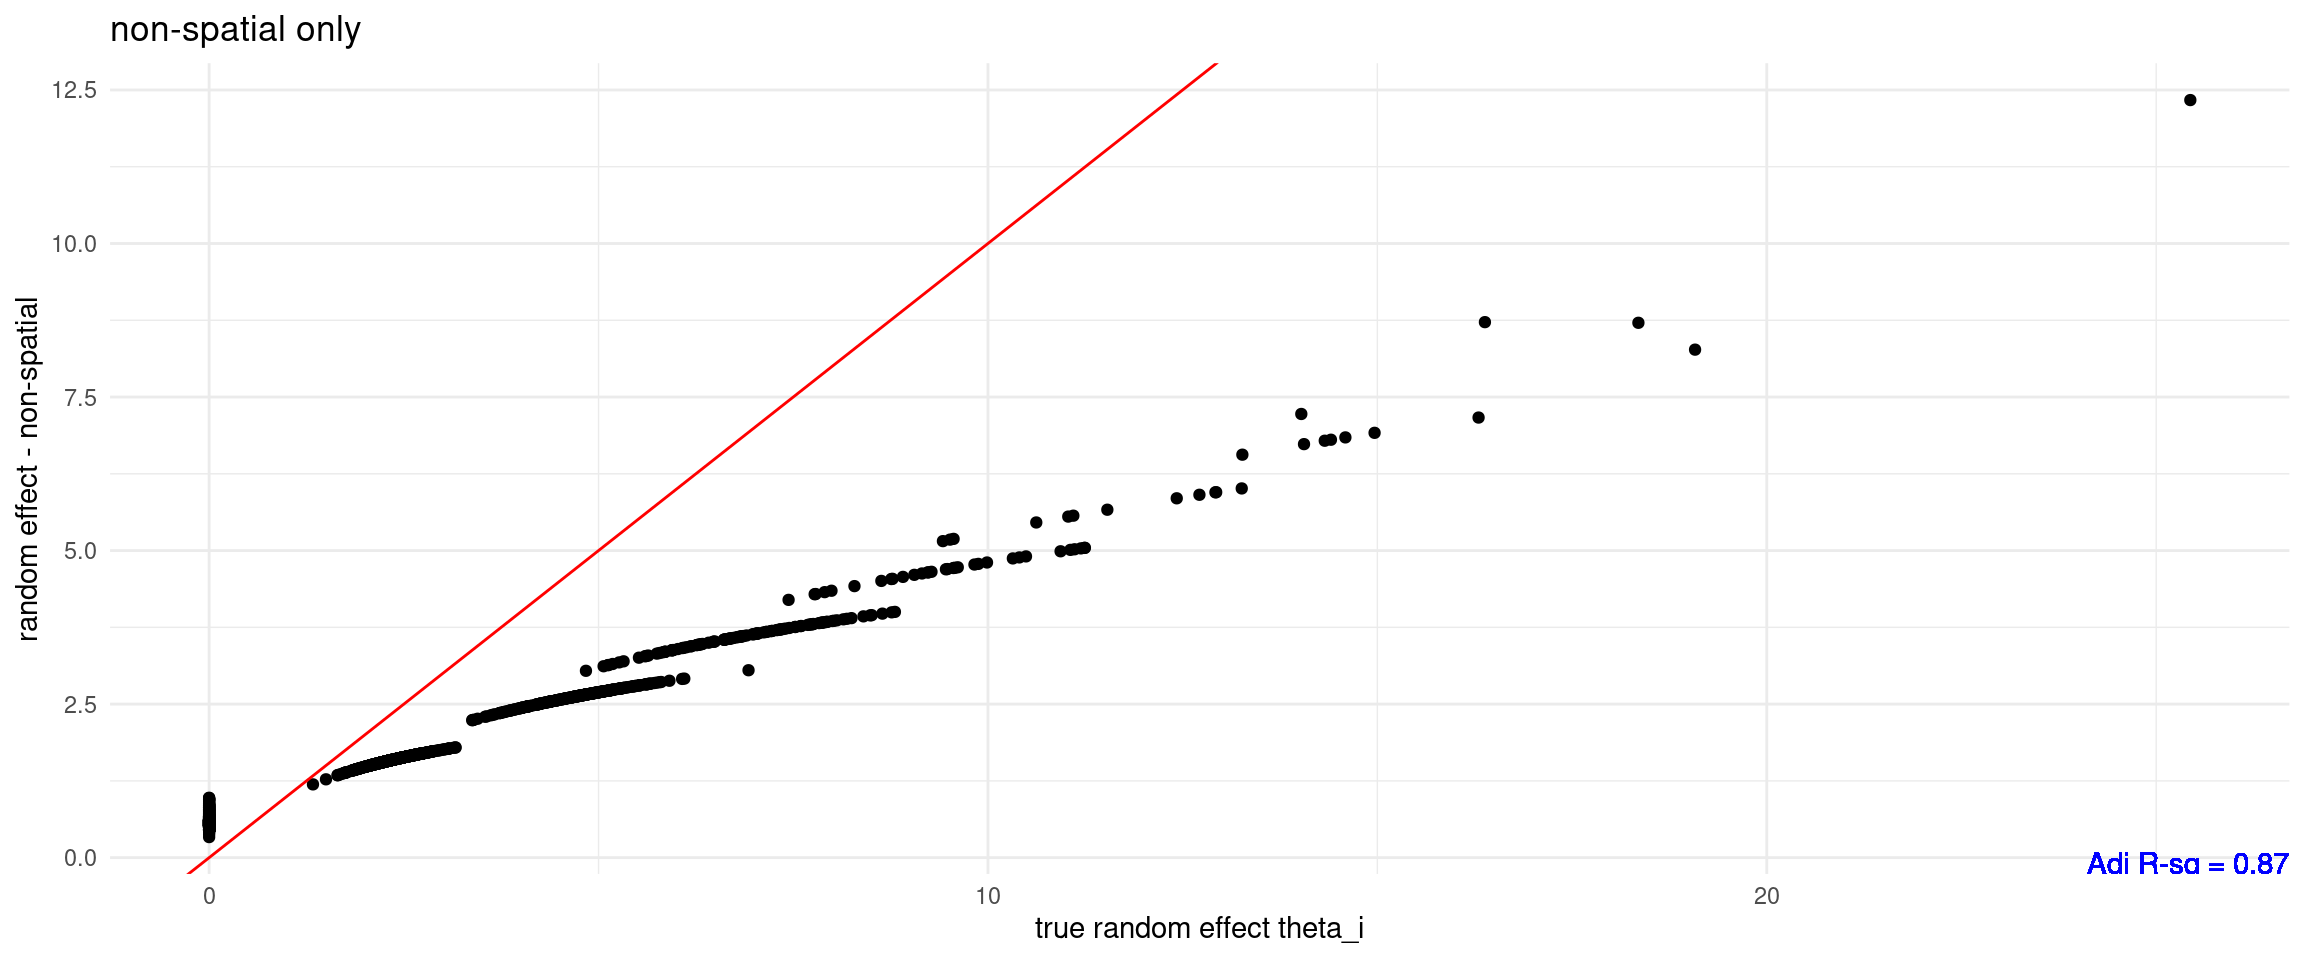 non-spatial only
12.5
10.0
7.5
5.0
2.5
0.0
random effect - non-spatial
Adj R-sq = 0.87
0 10 20
true random effect theta_i